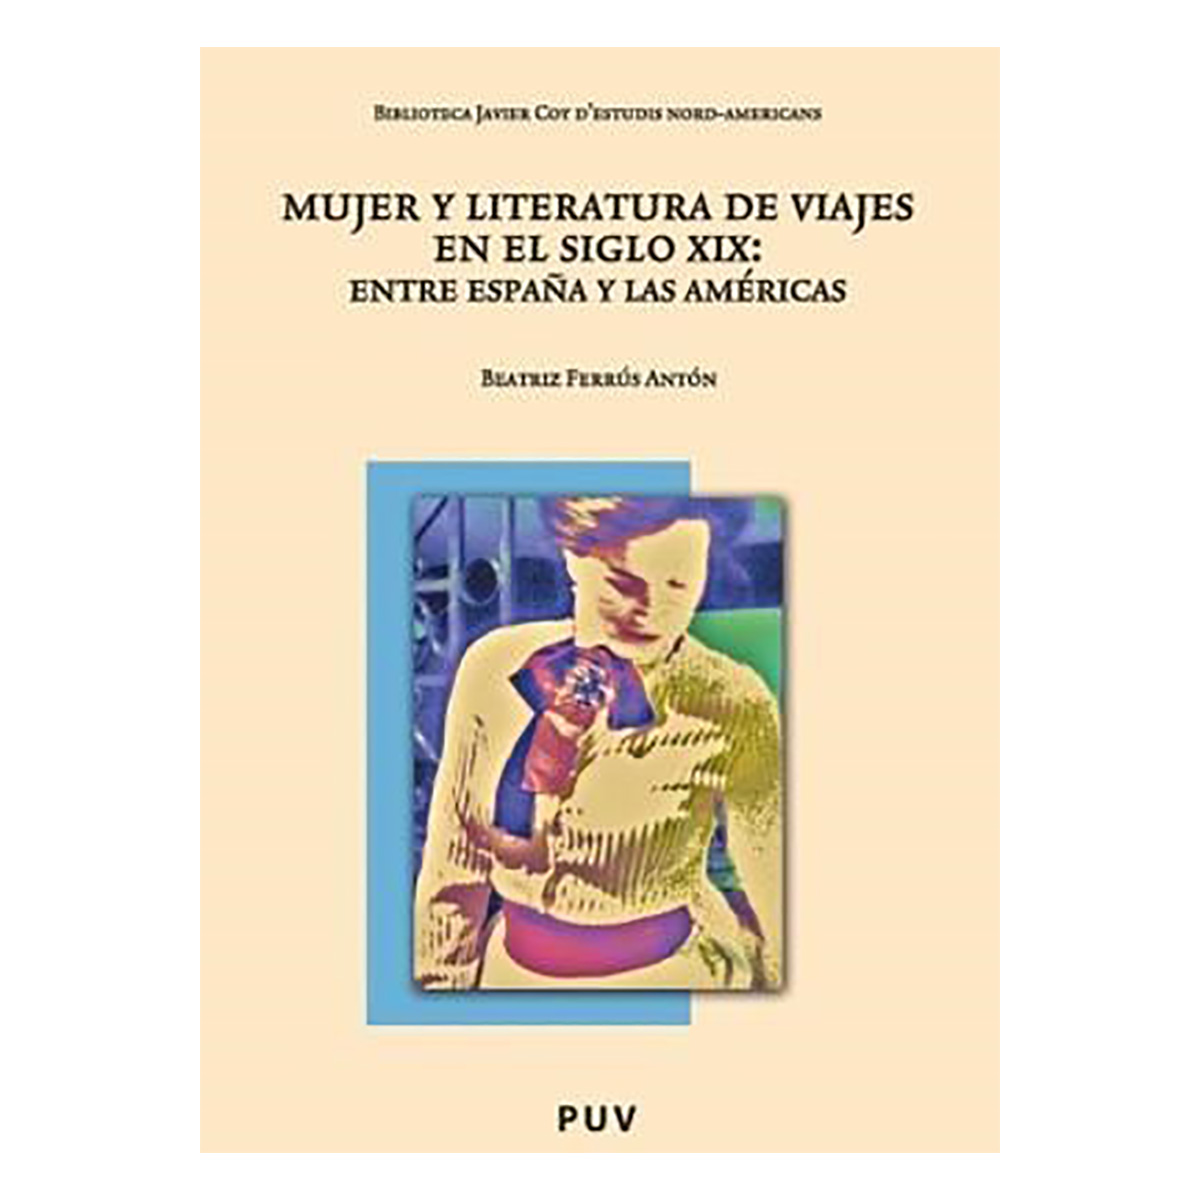 Biblioteca Javier Coy d'estudis nord-americans
MUJER Y LITERATURA DE VIAJES
EN EL SIGLO XIX:
ENTRE ESPAÑA Y LAS AMÉRICAS
Beatriz Ferrús Antón
PUV